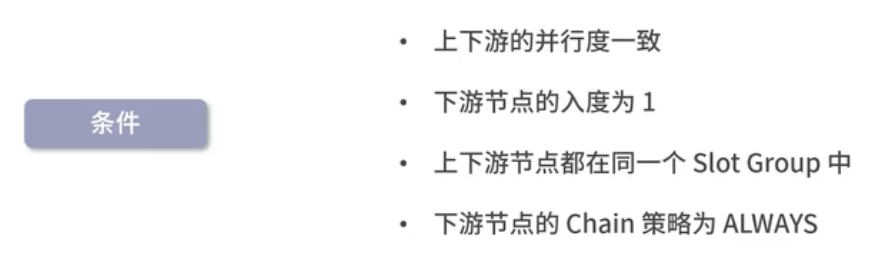 条件
• 上下游的并行度一致
• 下游节点的入度为 1
• 上下游节点都在同一个 Slot Group 中
• 下游节点的 Chain 策略为 ALWAYS